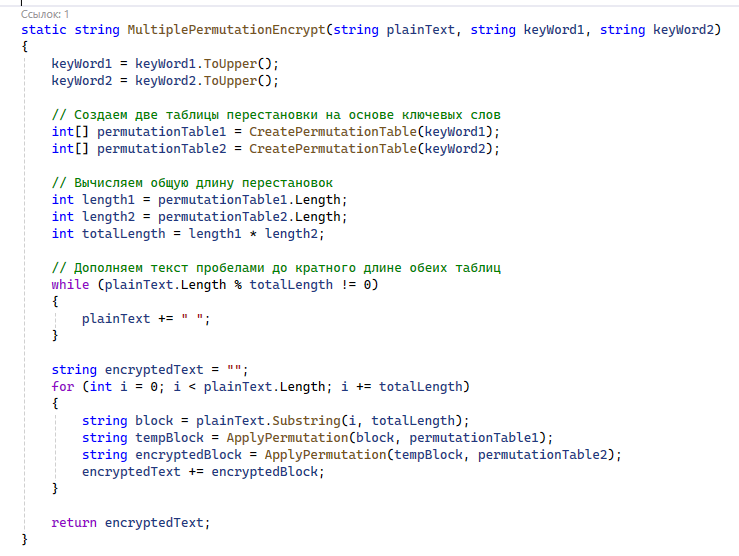 Ссылок: 1
static string MultiplePermutationEncrypt(string plainText, string keyWord1, string keyWord2)
{
    keyWord1 = keyWord1.ToUpper();
    keyWord2 = keyWord2.ToUpper();

    // Создаем две таблицы перестановки на основе ключевых слов
    int[] permutationTable1 = CreatePermutationTable(keyWord1);
    int[] permutationTable2 = CreatePermutationTable(keyWord2);

    // Вычисляем общую длину перестановок
    int length1 = permutationTable1.Length;
    int length2 = permutationTable2.Length;
    int totalLength = length1 * length2;

    // Дополняем текст пробелами до кратного длине обеих таблиц
    while (plainText.Length % totalLength != 0)
    {
        plainText += " ";
    }

    string encryptedText = "";
    for (int i = 0; i < plainText.Length; i += totalLength)
    {
        string block = plainText.Substring(i, totalLength);
        string tempBlock = ApplyPermutation(block, permutationTable1);
        string encryptedBlock = ApplyPermutation(tempBlock, permutationTable2);
        encryptedText += encryptedBlock;
    }

    return encryptedText;
}